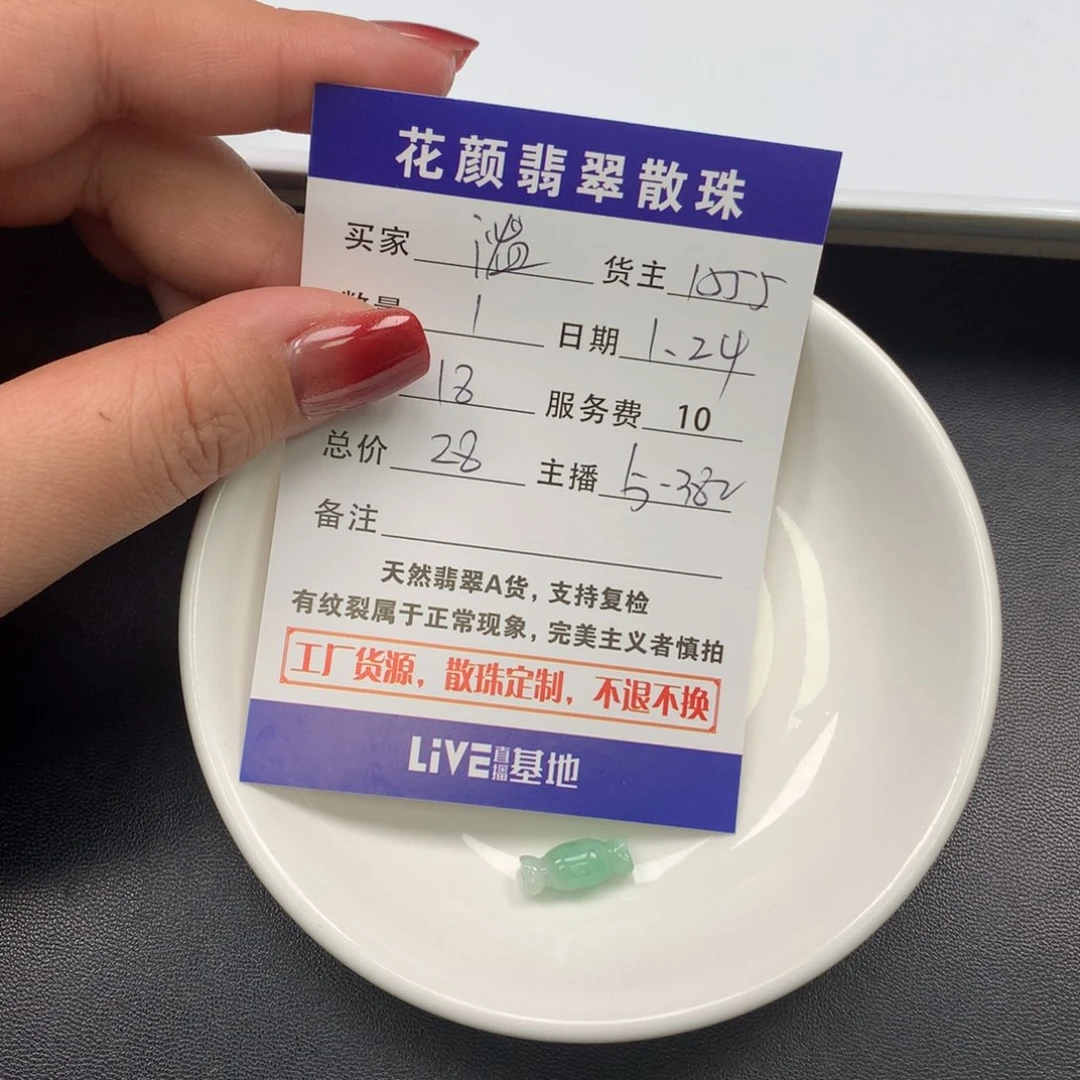 花颜翡翠散珠
买家 溢 货主 1055
数量 1 日期 1.24
18 服务费 10
总价 28 主播 5-382
备注
天然翡翠A货，支持复检
有纹裂属于正常现象，完美主义者慎拍
工厂货源，散珠定制，不退不换
LiVE直播基地